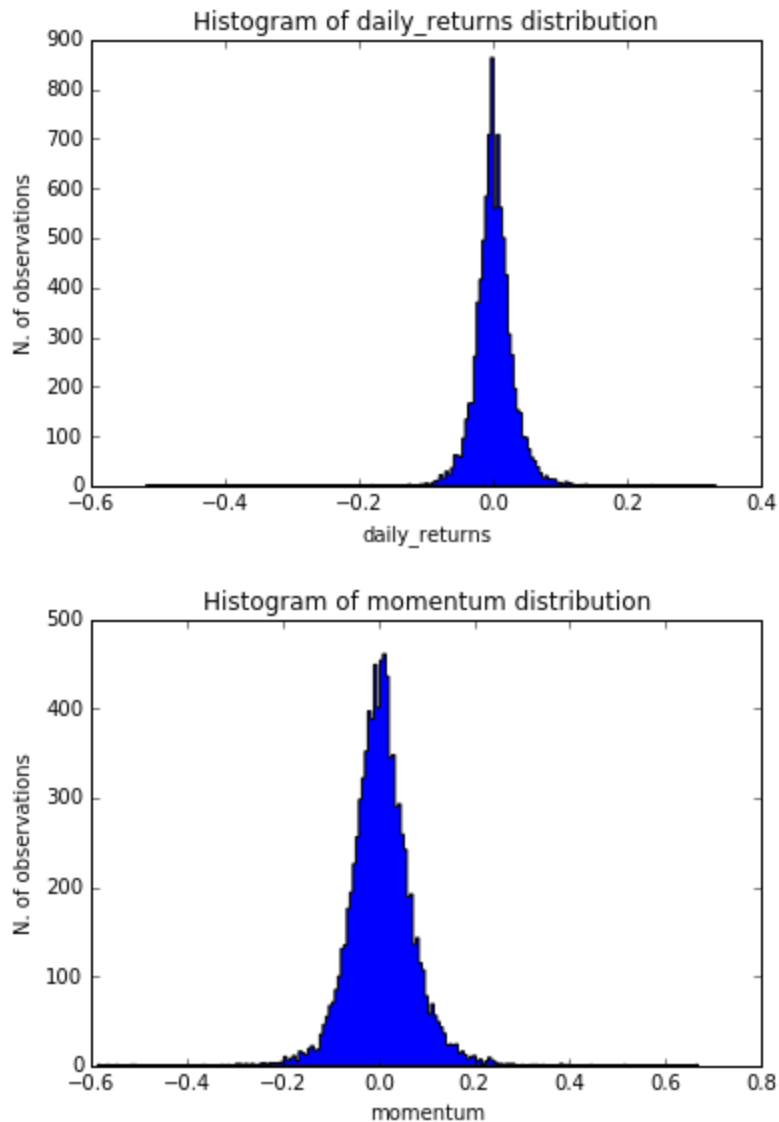 Histogram of daily_returns distribution
900
800
700
600
500
400
300
200
100
0
N. of observations
−0.6 −0.4 −0.2 0.0 0.2 0.4
daily_returns
Histogram of momentum distribution
500
400
300
200
100
0
N. of observations
−0.6 −0.4 −0.2 0.0 0.2 0.4 0.6 0.8
momentum